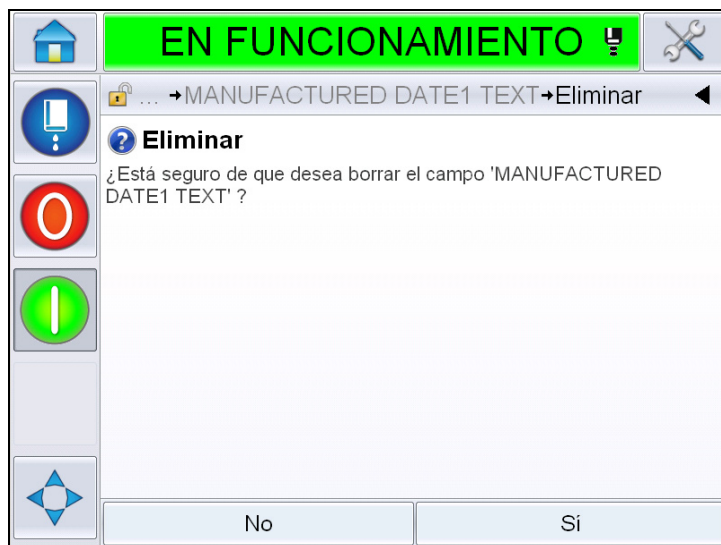 EN FUNCIONAMIENTO
... →MANUFACTURED DATE1 TEXT→Eliminar
Eliminar
¿Está seguro de que desea borrar el campo 'MANUFACTURED
DATE1 TEXT' ?
No
Sí